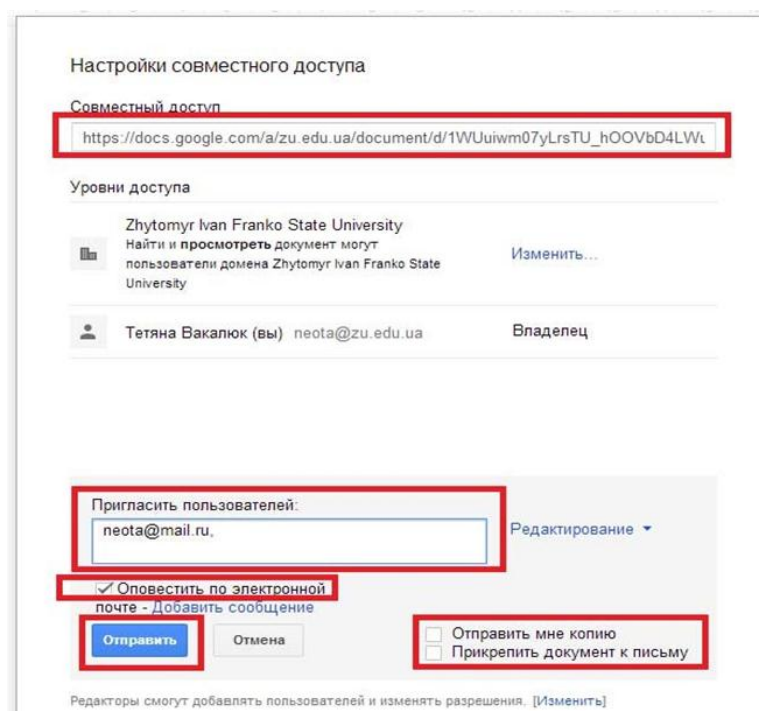 Настройки совместного доступа
Совместный доступ
https://docs.google.com/a/zu.edu.ua/document/d/1WUuiwm07yLrsTU_hOOVbD4LWu
Уровни доступа
Zhytomyr Ivan Franko State University
Найти и просмотреть документ могут
пользователи домена Zhytomyr Ivan Franko State
University
Изменить...
Тетяна Вакалюк (вы) neota@zu.edu.ua Владелец
Пригласить пользователей:
neota@mail.ru,
Редактирование
Оповестить по электронной
почте - Добавить сообщение
Отправить Отмена
Отправить мне копию
Прикрепить документ к письму
Редакторы смогут добавлять пользователей и изменять разрешения. [Изменить]